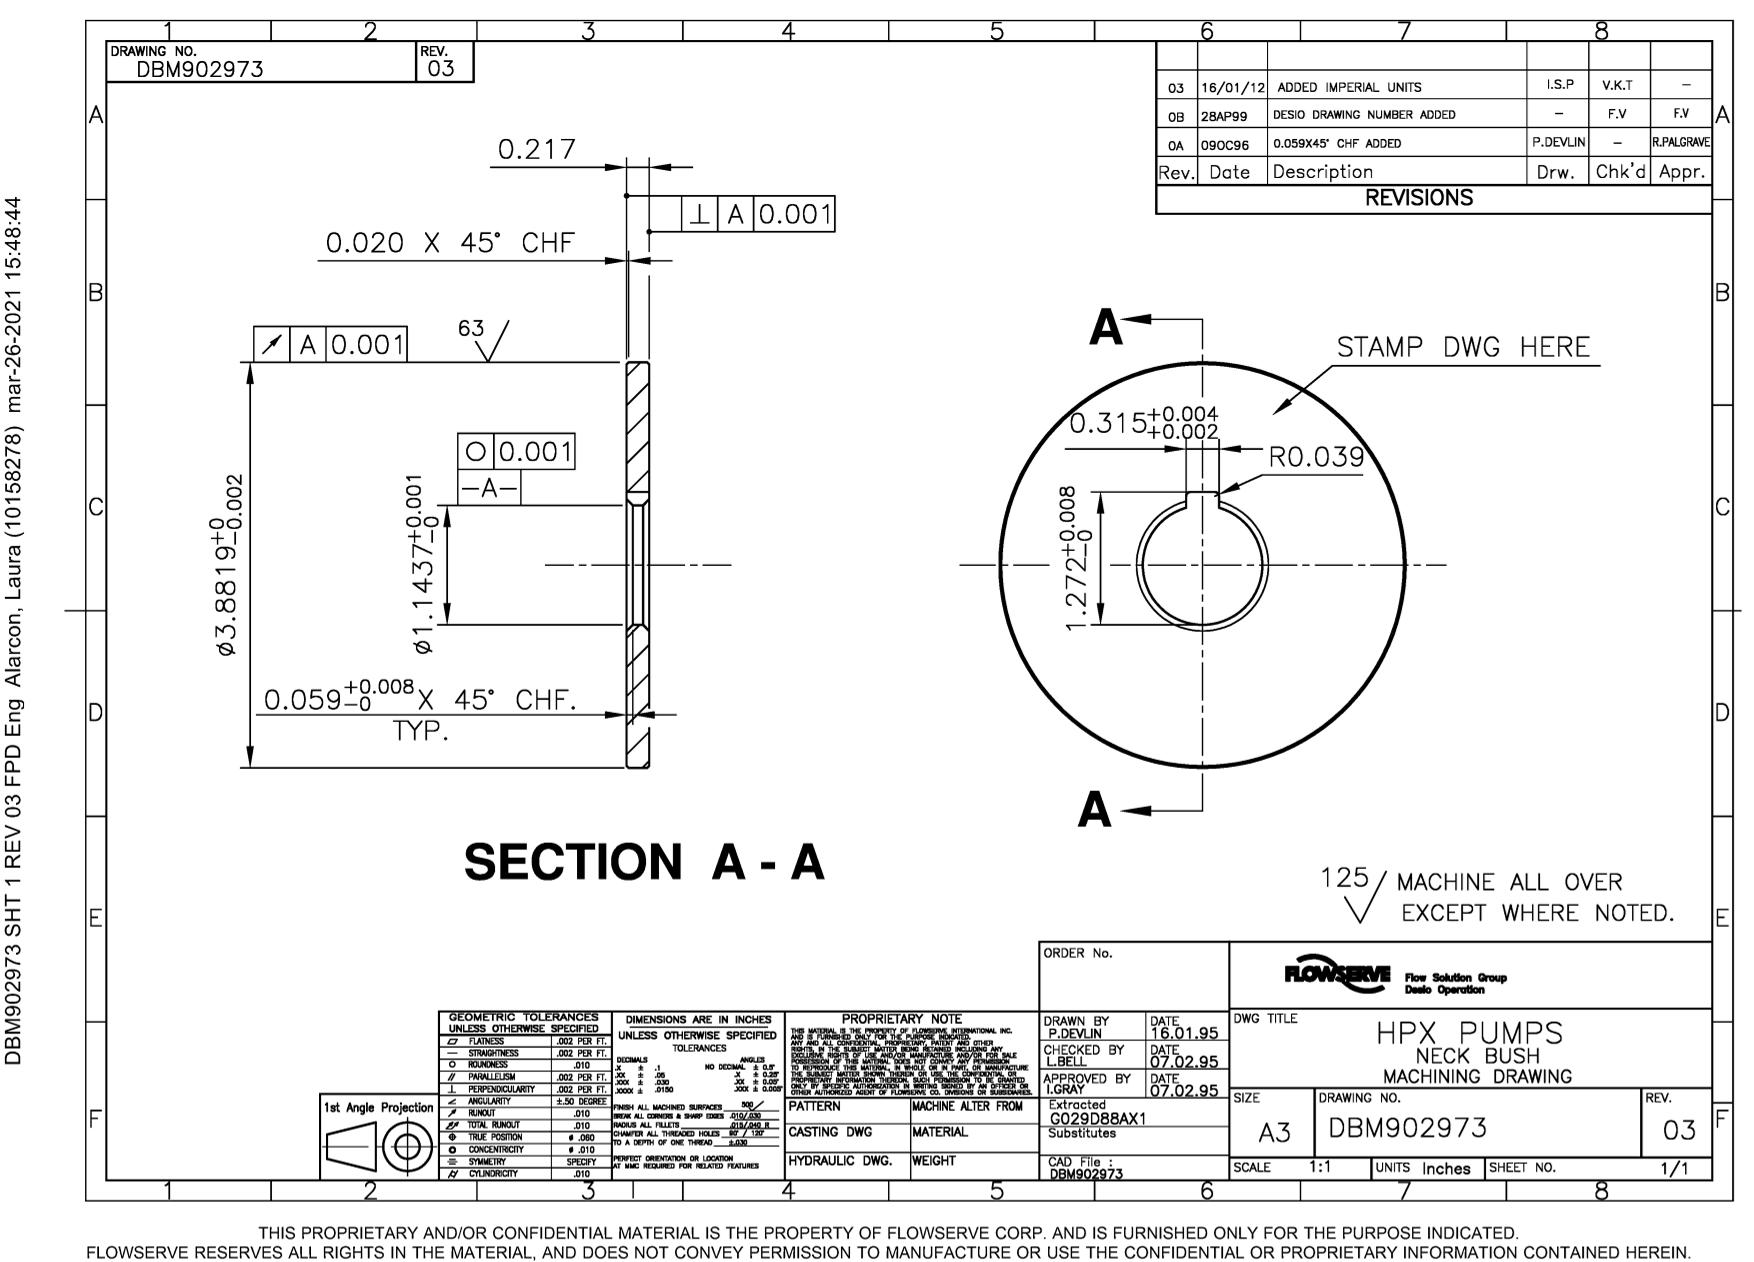 DBM902973 SHT 1 REV 03 FPD Eng Alarcon, Laura (10158278) mar-26-2021 15:48:44
1 2 3 4 5 6 7 8
A B C D E F
A B C D E F
DRAWING NO.
DBM902973
REV.
03
03 16/01/12 ADDED IMPERIAL UNITS I.S.P V.K.T -
0B 28AP99 DESIO DRAWING NUMBER ADDED - F.V F.V
0A 09OC96 0.059X45° CHF ADDED P.DEVLIN - R.PALGRAVE
Rev. Date Description Drw. Chk'd Appr.
REVISIONS
0.217
⊥ A 0.001
0.020 X 45° CHF
↗ A 0.001
63
○ 0.001
-A-
ø3.8819+0 -0.002
ø1.1437+0.001 -0
0.059+0.008 -0 X 45° CHF.
TYP.
SECTION A - A
A
STAMP DWG HERE
0.315+0.004 +0.002
R0.039
1.272+0.008 -0
A
125 MACHINE ALL OVER
EXCEPT WHERE NOTED.
1st Angle Projection
GEOMETRIC TOLERANCES
UNLESS OTHERWISE SPECIFIED
FLATNESS .002 PER FT.
STRAIGHTNESS .002 PER FT.
ROUNDNESS .010
PARALLELISM .002 PER FT.
PERPENDICULARITY .002 PER FT.
ANGULARITY ±.50 DEGREE
RUNOUT .010
TOTAL RUNOUT .010
TRUE POSITION ø .060
CONCENTRICITY ø .010
SYMMETRY SPECIFY
CYLINDRICITY .010
DIMENSIONS ARE IN INCHES
UNLESS OTHERWISE SPECIFIED
TOLERANCES
DECIMALS ANGLES
.X ± .1 NO DECIMAL ± 0.5°
.XX ± .05 .X ± 0.25°
.XXX ± .030 .XX ± 0.05°
.XXXX ± .0150 .XXX ± 0.005°
FINISH ALL MACHINED SURFACES 500
BREAK ALL CORNERS & SHARP EDGES .010/.030
RADIUS ALL FILLETS .015/.040 R
CHAMFER ALL THREADED HOLES 90° / 120°
TO A DEPTH OF ONE THREAD ±.030
PERFECT ORIENTATION OR LOCATION
AT MMC REQUIRED FOR RELATED FEATURES
PROPRIETARY NOTE
THIS MATERIAL IS THE PROPERTY OF FLOWSERVE INTERNATIONAL INC.
AND IS FURNISHED ONLY FOR THE PURPOSE INDICATED.
ANY AND ALL CONFIDENTIAL, PROPRIETARY, PATENT AND OTHER
RIGHTS, IN THE SUBJECT MATTER BEING RETAINED INCLUDING ANY
EXCLUSIVE RIGHTS OF USE AND/OR MANUFACTURE AND/OR FOR SALE
POSSESSION OF THIS MATERIAL DOES NOT CONVEY ANY PERMISSION
TO REPRODUCE THIS MATERIAL, IN WHOLE OR IN PART, OR MANUFACTURE
THE SUBJECT MATTER SHOWN THEREIN OR USE THE CONFIDENTIAL OR
PROPRIETARY INFORMATION THEREIN. SUCH PERMISSION TO BE GRANTED
ONLY BY SPECIFIC AUTHORIZATION IN WRITING SIGNED BY AN OFFICER OR
OTHER AUTHORIZED AGENT OF FLOWSERVE CO. DIVISIONS OR SUBSIDIARIES.
PATTERN MACHINE ALTER FROM
CASTING DWG MATERIAL
HYDRAULIC DWG. WEIGHT
ORDER No.
DRAWN BY DATE
P.DEVLIN 16.01.95
CHECKED BY DATE
L.BELL 07.02.95
APPROVED BY DATE
I.GRAY 07.02.95
Extracted
G029D88AX1
Substitutes
CAD File :
DBM902973
FLOWSERVE
Flow Solution Group
Desio Operation
DWG TITLE
HPX PUMPS
NECK BUSH
MACHINING DRAWING
SIZE
A3
DRAWING NO.
DBM902973
REV.
03
SCALE 1:1 UNITS Inches SHEET NO. 1/1
1 2 3 4 5 6 7 8
THIS PROPRIETARY AND/OR CONFIDENTIAL MATERIAL IS THE PROPERTY OF FLOWSERVE CORP. AND IS FURNISHED ONLY FOR THE PURPOSE INDICATED.
FLOWSERVE RESERVES ALL RIGHTS IN THE MATERIAL, AND DOES NOT CONVEY PERMISSION TO MANUFACTURE OR USE THE CONFIDENTIAL OR PROPRIETARY INFORMATION CONTAINED HEREIN.